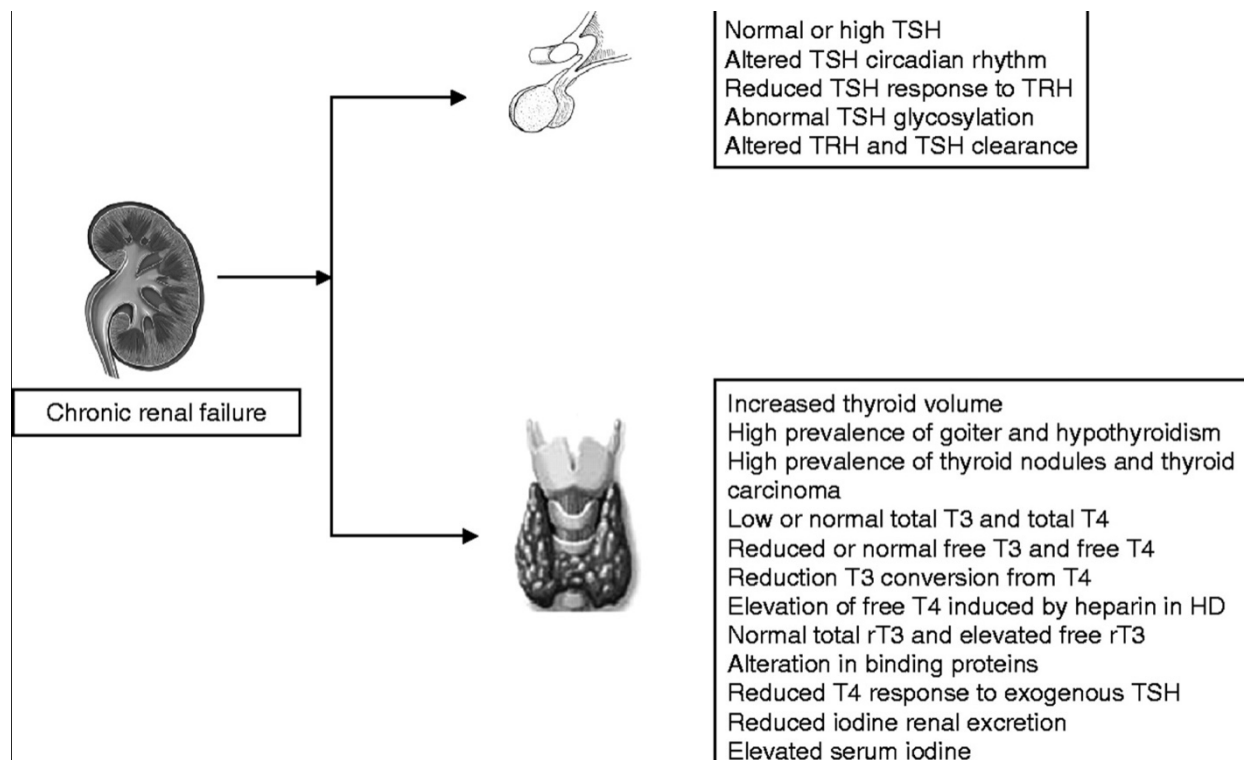 Normal or high TSH
Altered TSH circadian rhythm
Reduced TSH response to TRH
Abnormal TSH glycosylation
Altered TRH and TSH clearance
Chronic renal failure
Increased thyroid volume
High prevalence of goiter and hypothyroidism
High prevalence of thyroid nodules and thyroid
carcinoma
Low or normal total T3 and total T4
Reduced or normal free T3 and free T4
Reduction T3 conversion from T4
Elevation of free T4 induced by heparin in HD
Normal total rT3 and elevated free rT3
Alteration in binding proteins
Reduced T4 response to exogenous TSH
Reduced iodine renal excretion
Elevated serum iodine